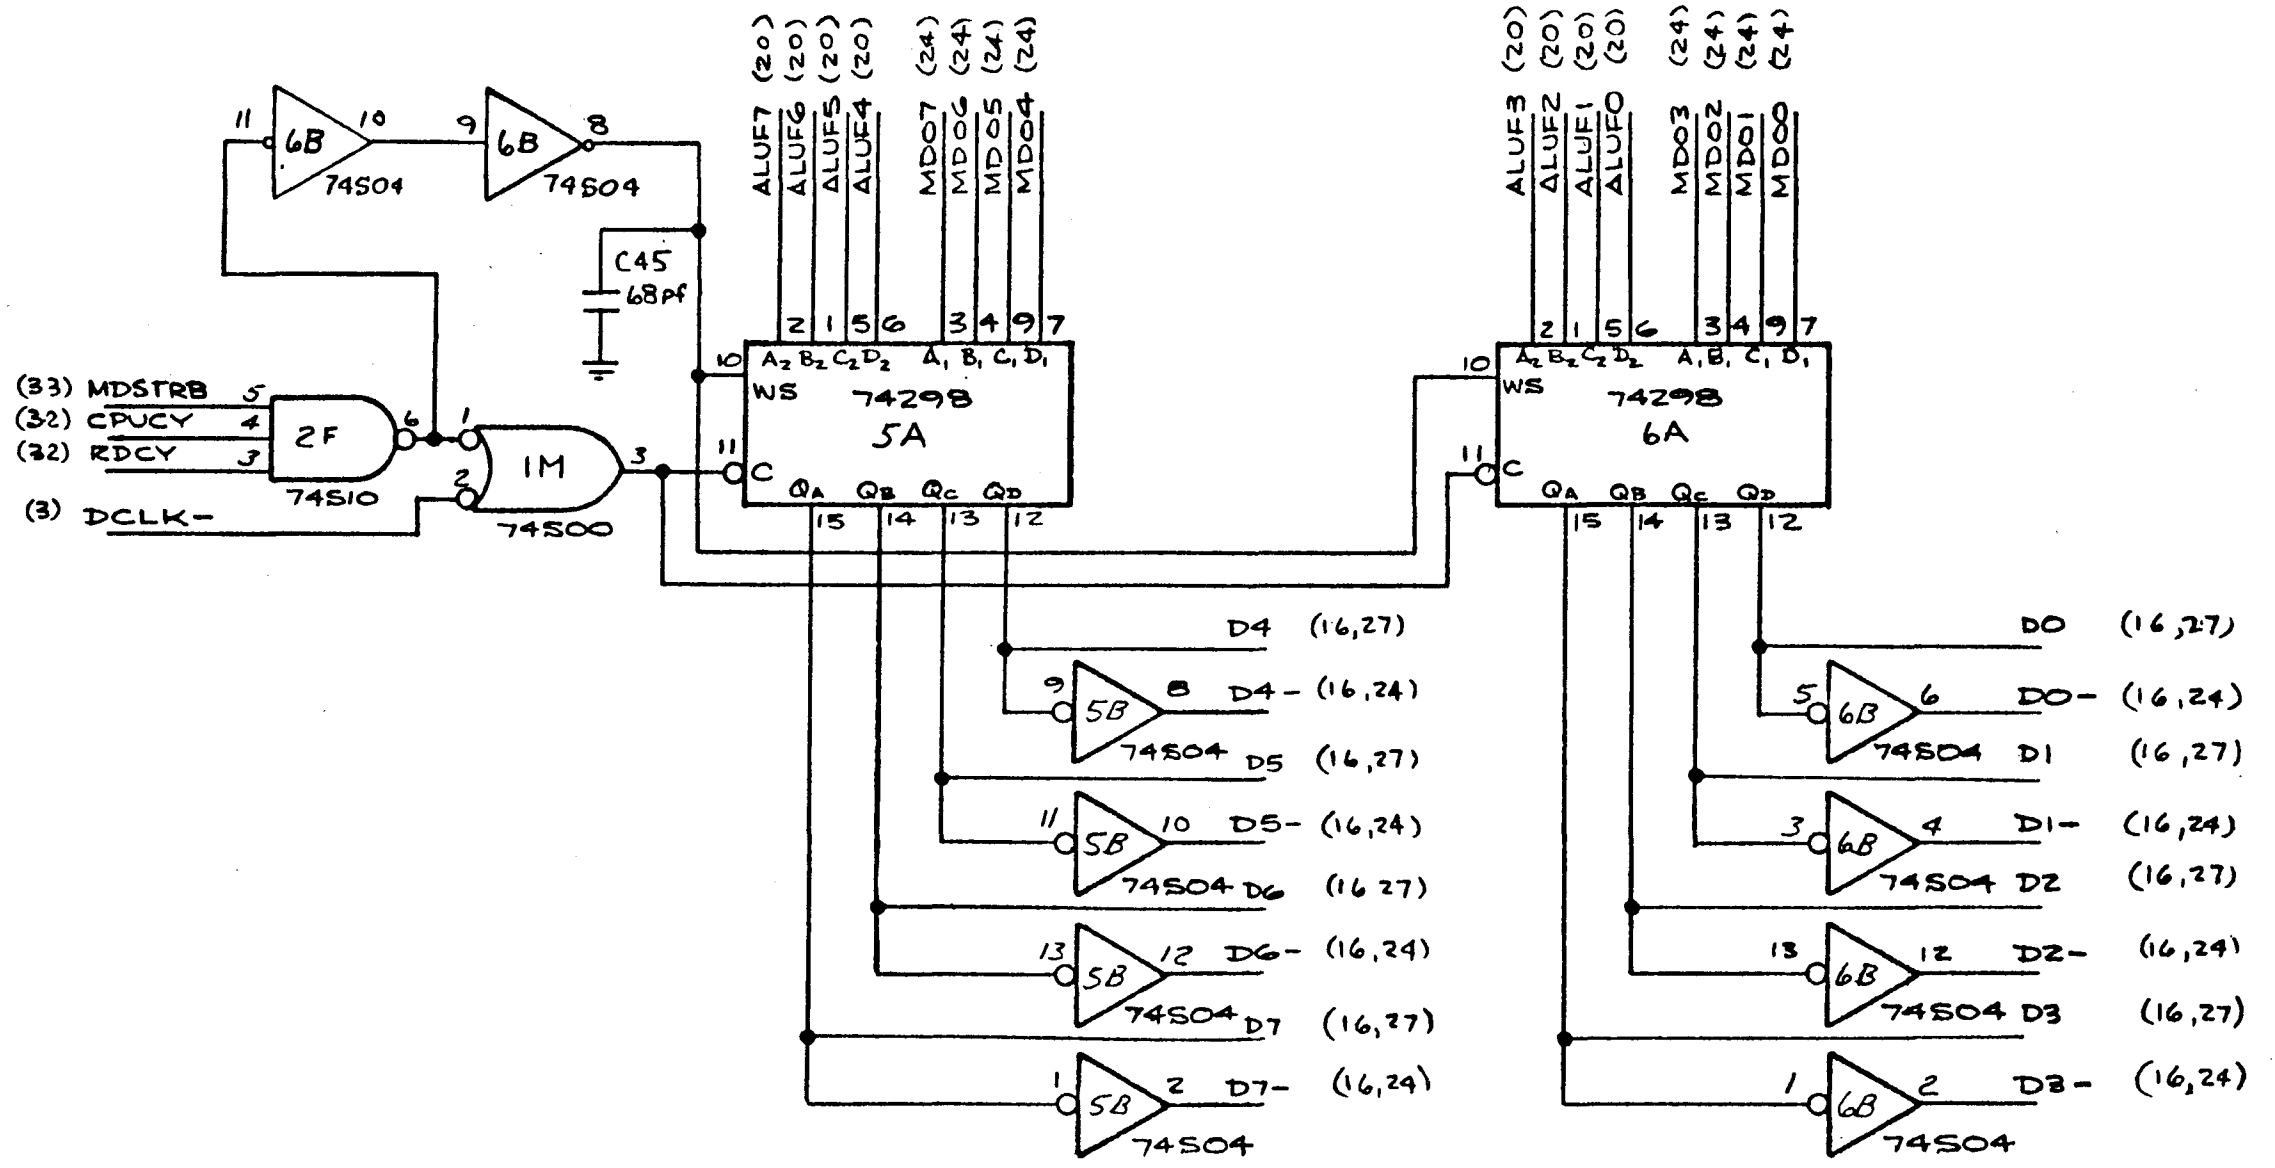 ALUF7 (20)
ALUF6 (20)
ALUF5 (20)
ALUF4 (20)
MD07 (24)
MD06 (24)
MD05 (24)
MD04 (24)
ALUF3 (20)
ALUF2 (20)
ALUF1 (20)
ALUF0 (20)
MD03 (24)
MD02 (24)
MD01 (24)
MD00 (24)
11 6B 10
74S04
9 6B 8
74S04
C45
68pf
(33) MDSTRB 5
(32) CPUCY 4
(32) RDCY 3
2F 6
74S10
(3) DCLK-
1
2
1M 3
74S00
2 1 5 6 3 4 9 7
A2 B2 C2 D2 A1 B1 C1 D1
10 WS
74298
5A
11 C
QA QB QC QD
15 14 13 12
2 1 5 6 3 4 9 7
A2 B2 C2 D2 A1 B1 C1 D1
10 WS
74298
6A
11 C
QA QB QC QD
15 14 13 12
D4 (16,27)
9 5B 8 D4- (16,24)
74S04
D5 (16,27)
11 5B 10 D5- (16,24)
74S04
D6 (16 27)
13 5B 12 D6- (16,24)
74S04
D7 (16,27)
1 5B 2 D7- (16,24)
74S04
D0 (16,27)
5 6B 6 D0- (16,24)
74S04
D1 (16,27)
3 6B 4 D1- (16,24)
74S04
D2 (16,27)
13 6B 12 D2- (16,24)
74S04
D3 (16,27)
1 6B 2 D3- (16,24)
74S04